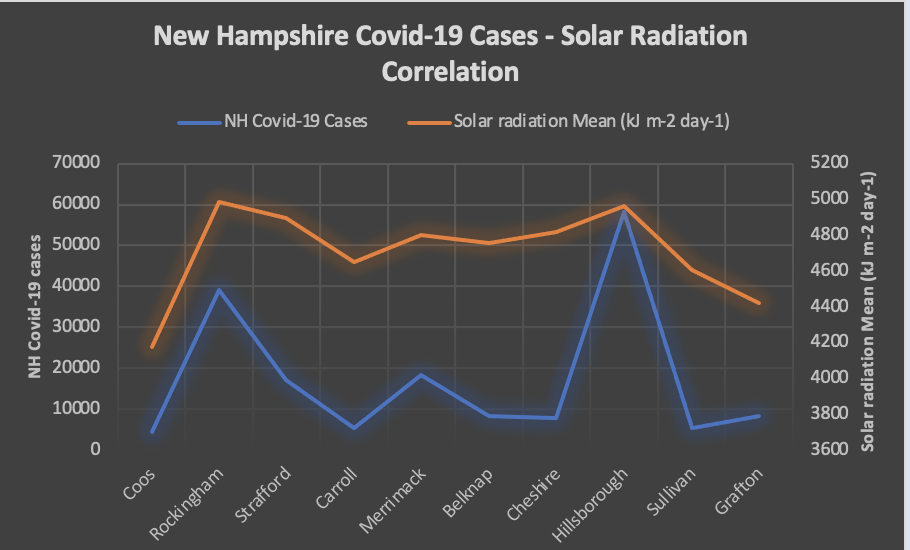 New Hampshire Covid-19 Cases - Solar Radiation
Correlation
NH Covid-19 Cases
Solar radiation Mean (kJ m-2 day-1)
70000
60000
50000
40000
30000
20000
10000
0
NH Covid-19 cases
5200
5000
4800
4600
4400
4200
4000
3800
3600
Solar radiation Mean (kJ m-2 day-1)
Coos
Rockingham
Strafford
Carroll
Merrimack
Belknap
Cheshire
Hillsborough
Sullivan
Grafton